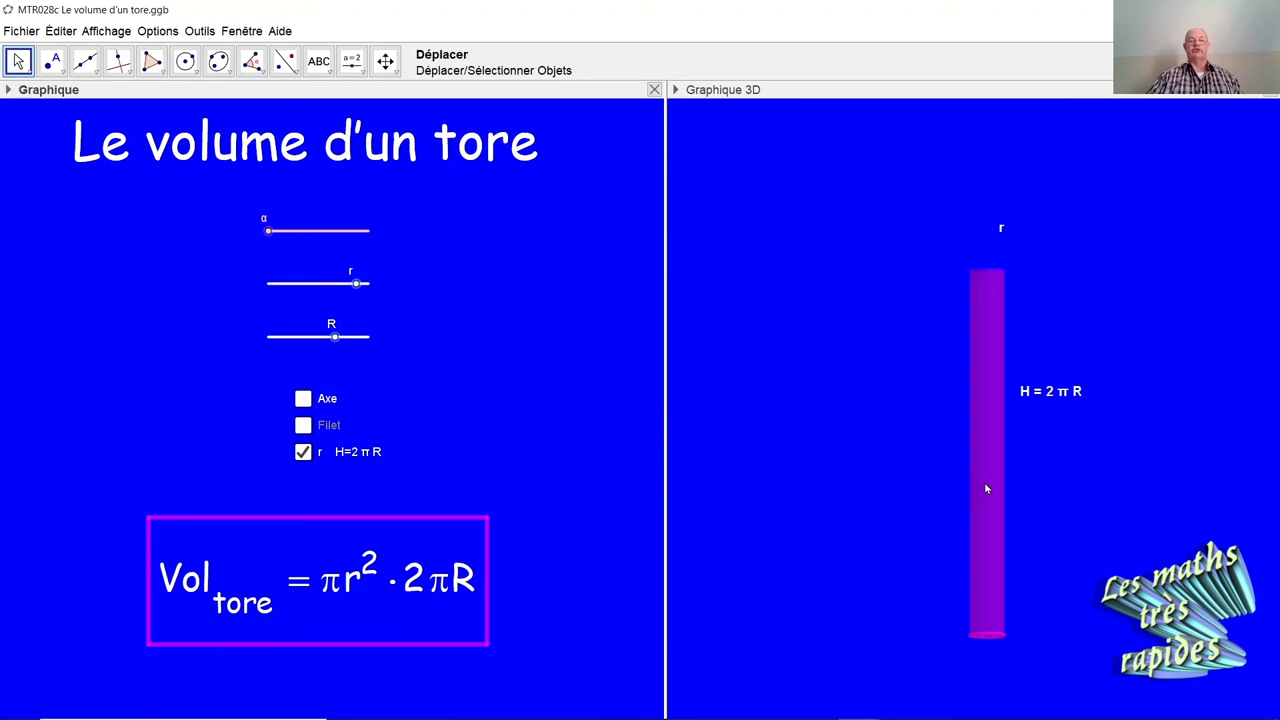 MTR028c Le volume d'un tore.ggb
Fichier Éditer Affichage Options Outils Fenêtre Aide
A
ABC
a=2
Déplacer
Déplacer/Sélectionner Objets
Graphique
Graphique 3D
Le volume d'un tore
α
r
R
Axe
Filet
r H=2 π R
Vol tore = πr² · 2πR
r
H = 2 π R
Les maths
très
rapides